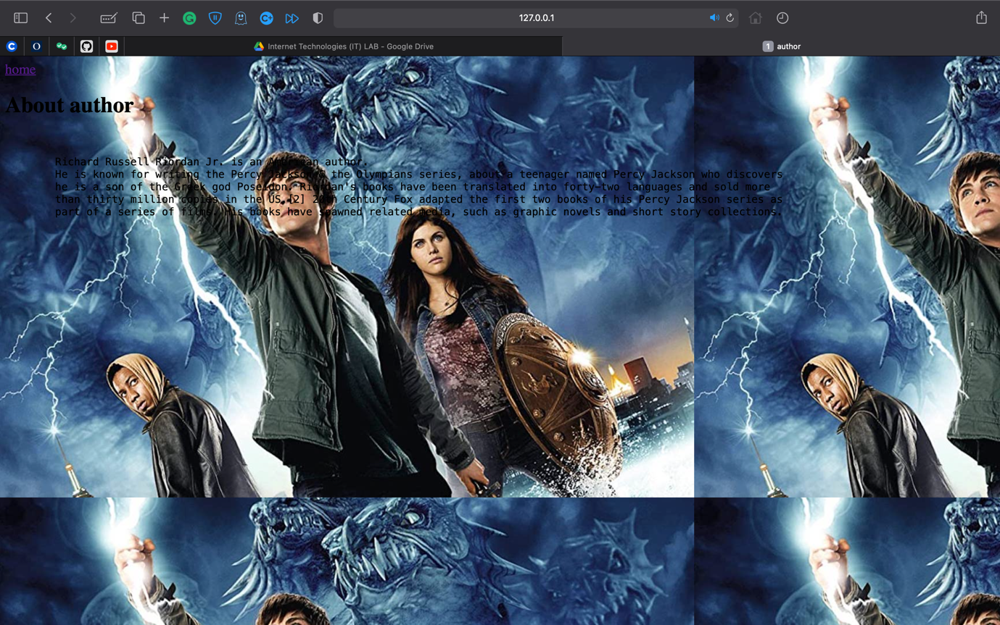 127.0.0.1
Internet Technologies (IT) LAB - Google Drive
1 author
home
About author
Richard Russell Riordan Jr. is an American author.
He is known for writing the Percy Jackson & the Olympians series, about a teenager named Percy Jackson who discovers
he is a son of the Greek god Poseidon. Riordan's books have been translated into forty-two languages and sold more
than thirty million copies in the US.[2] 20th Century Fox adapted the first two books of his Percy Jackson series as
part of a series of films. His books have spawned related media, such as graphic novels and short story collections.